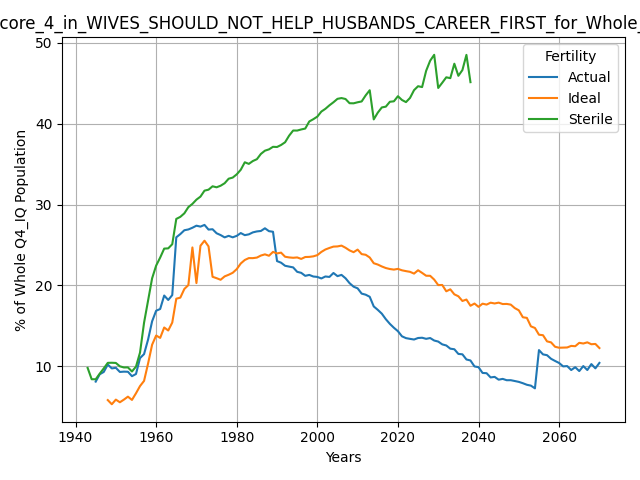 core_4_in_WIVES_SHOULD_NOT_HELP_HUSBANDS_CAREER_FIRST_for_Whole_
% of Whole Q4_IQ Population
50
40
30
20
10
Fertility
Actual
Ideal
Sterile
1940 1960 1980 2000 2020 2040 2060
Years